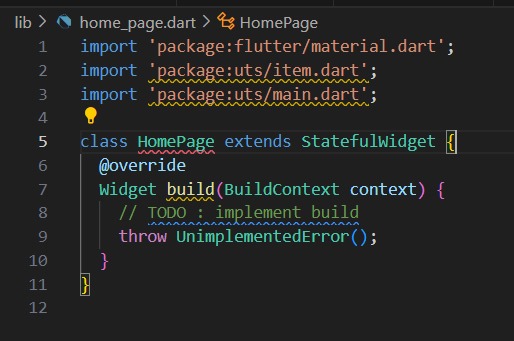 lib > home_page.dart > HomePage
1 import 'package:flutter/material.dart';
2 import 'package:uts/item.dart';
3 import 'package:uts/main.dart';
4
5 class HomePage extends StatefulWidget {
6   @override
7   Widget build(BuildContext context) {
8     // TODO : implement build
9     throw UnimplementedError();
10   }
11 }
12